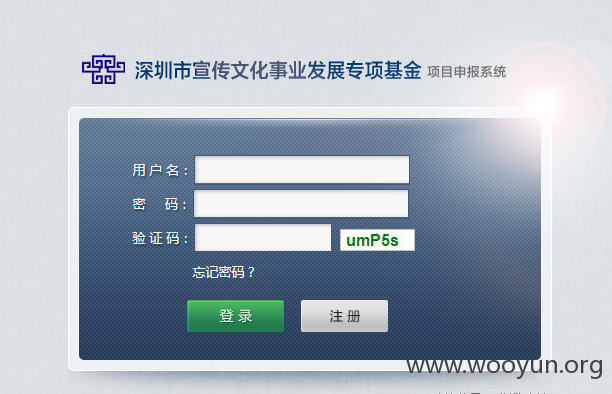 深圳市宣传文化事业发展专项基金 项目申报系统
用户名：
密 码：
验证码： umP5s
忘记密码？
登录 注册
www.wooyun.org